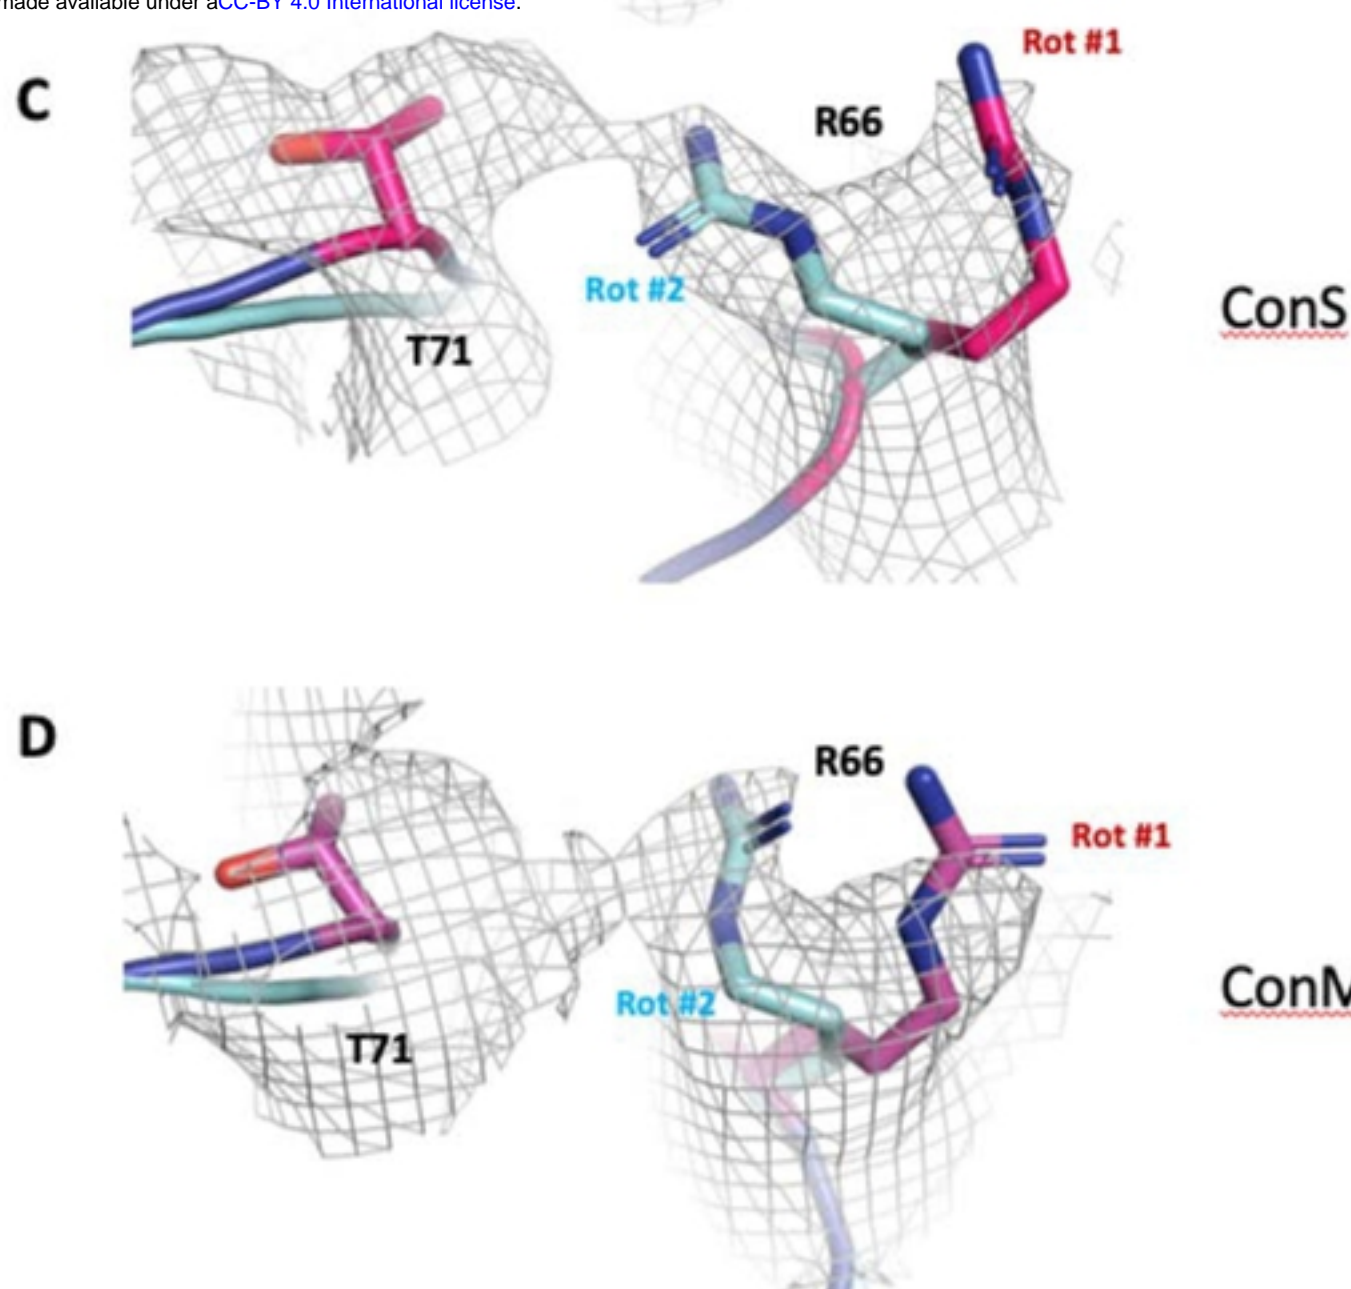 made available under aCC-BY 4.0 International license.
C
Rot #1
R66
Rot #2
ConS
T71
D
R66
Rot #1
ConM
Rot #2
T71